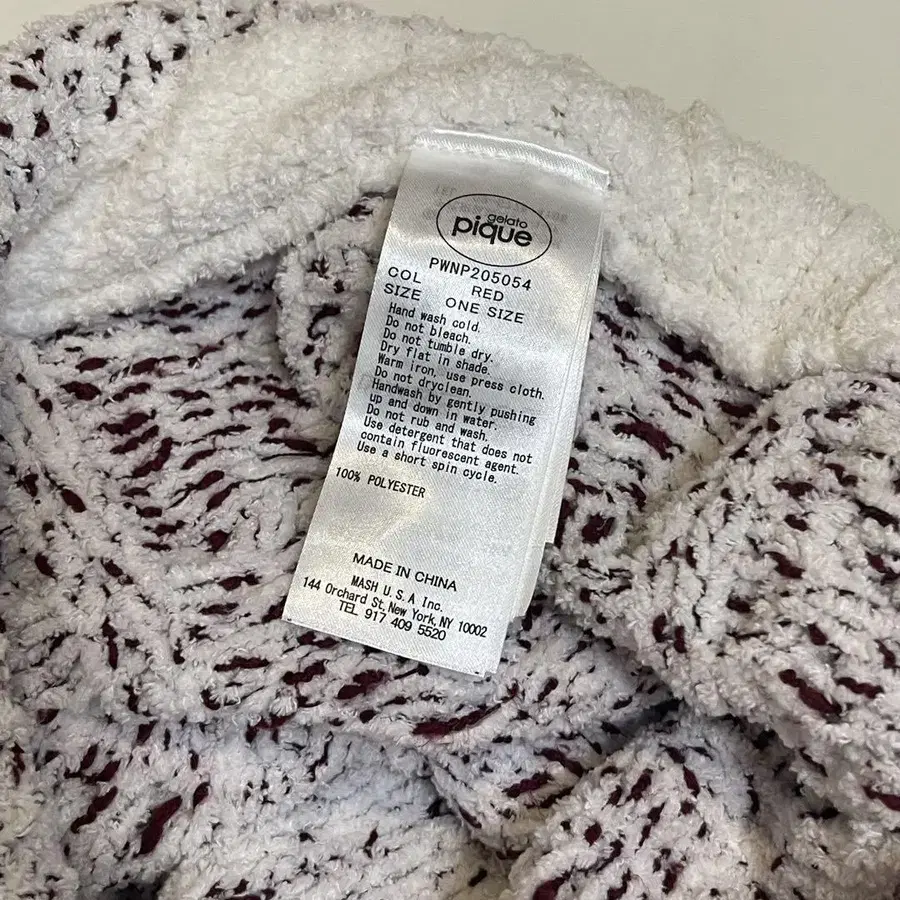 gelato
pique
PWNP205054
COL RED
SIZE ONE SIZE
Hand wash cold.
Do not bleach.
Do not tumble dry.
Dry flat in shade.
Warm iron, use press cloth.
Do not dryclean.
Handwash by gently pushing
up and down in water.
Do not rub and wash.
Use detergent that does not
contain fluorescent agent.
Use a short spin cycle.
100% POLYESTER
MADE IN CHINA
MASH U.S.A Inc.
144 Orchard St, New York, NY 10002
TEL 917 409 5520